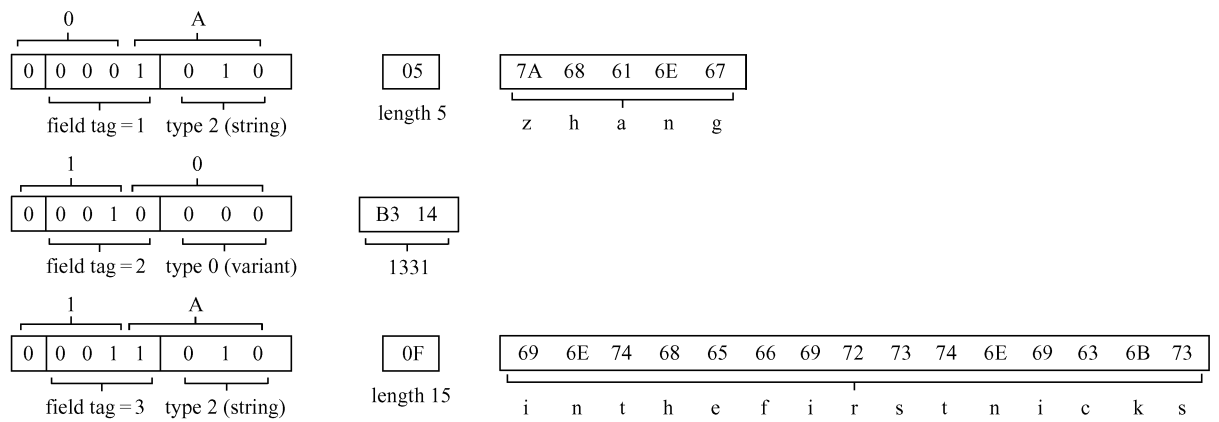 0 A
0 0 0 0 1 0 1 0 05 7A 68 61 6E 67
field tag = 1 type 2 (string) length 5 z h a n g
1 0
0 0 0 1 0 0 0 0 B3 14
field tag = 2 type 0 (variant) 1331
1 A
0 0 0 1 1 0 1 0 0F 69 6E 74 68 65 66 69 72 73 74 6E 69 63 6B 73
field tag = 3 type 2 (string) length 15 i n t h e f i r s t n i c k s